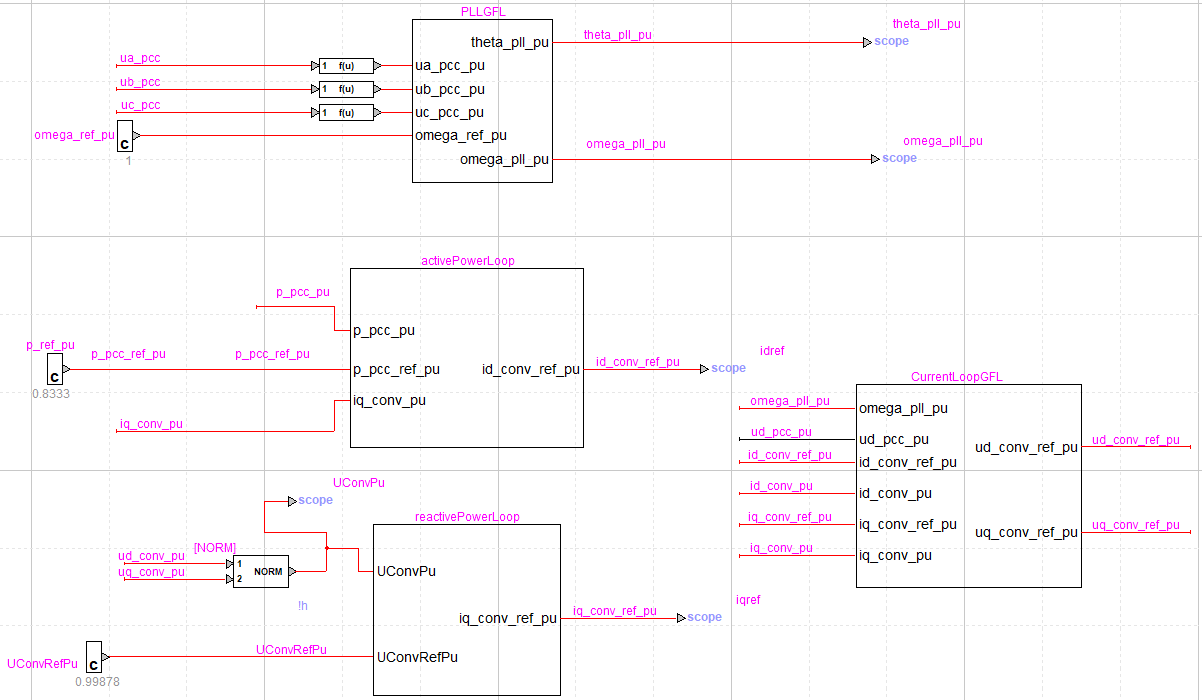 PLLGFL
theta_pll_pu
theta_pll_pu theta_pll_pu scope
ua_pcc 1 f(u) ua_pcc_pu
ub_pcc 1 f(u) ub_pcc_pu
uc_pcc 1 f(u) uc_pcc_pu
omega_ref_pu C omega_ref_pu
1
omega_pll_pu
omega_pll_pu omega_pll_pu scope
activePowerLoop
p_pcc_pu
p_pcc_pu
p_ref_pu
C p_pcc_ref_pu p_pcc_ref_pu p_pcc_ref_pu
0.8333
id_conv_ref_pu id_conv_ref_pu scope
idref
iq_conv_pu
iq_conv_pu
CurrentLoopGFL
omega_pll_pu omega_pll_pu
ud_pcc_pu ud_pcc_pu
ud_conv_ref_pu ud_conv_ref_pu
id_conv_ref_pu id_conv_ref_pu
id_conv_pu id_conv_pu
iq_conv_ref_pu iq_conv_ref_pu
uq_conv_ref_pu uq_conv_ref_pu
iq_conv_pu iq_conv_pu
UConvPu
scope
reactivePowerLoop
[NORM]
ud_conv_pu 1
NORM
uq_conv_pu 2
UConvPu
!h
iqref
iq_conv_ref_pu iq_conv_ref_pu scope
UConvRefPu C UConvRefPu UConvRefPu
0.99878